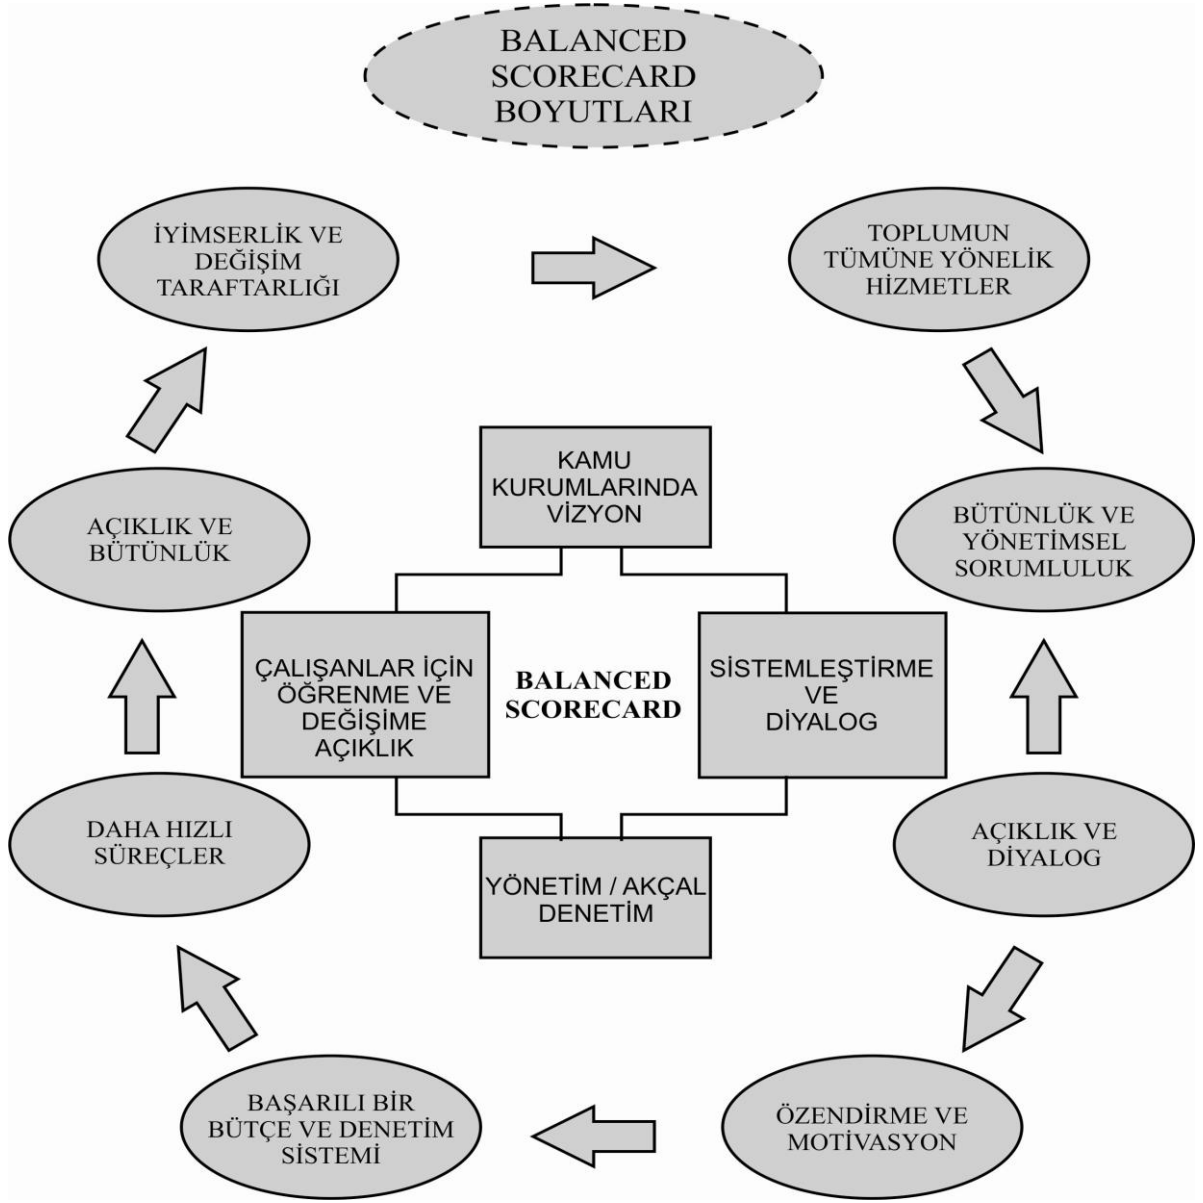 BALANCED
SCORECARD
BOYUTLARI
İYİMSERLİK VE
DEĞİŞİM
TARAFTARLIĞI
TOPLUMUN
TÜMÜNE YÖNELİK
HİZMETLER
AÇIKLIK VE
BÜTÜNLÜK
KAMU
KURUMLARINDA
VİZYON
BÜTÜNLÜK VE
YÖNETİMSEL
SORUMLULUK
ÇALIŞANLAR İÇİN
ÖĞRENME VE
DEĞİŞİME
AÇIKLIK
BALANCED
SCORECARD
SİSTEMLEŞTİRME
VE
DİYALOG
DAHA HIZLI
SÜREÇLER
YÖNETİM / AKÇAL
DENETİM
AÇIKLIK VE
DİYALOG
BAŞARILI BİR
BÜTÇE VE DENETİM
SİSTEMİ
ÖZENDİRME VE
MOTİVASYON